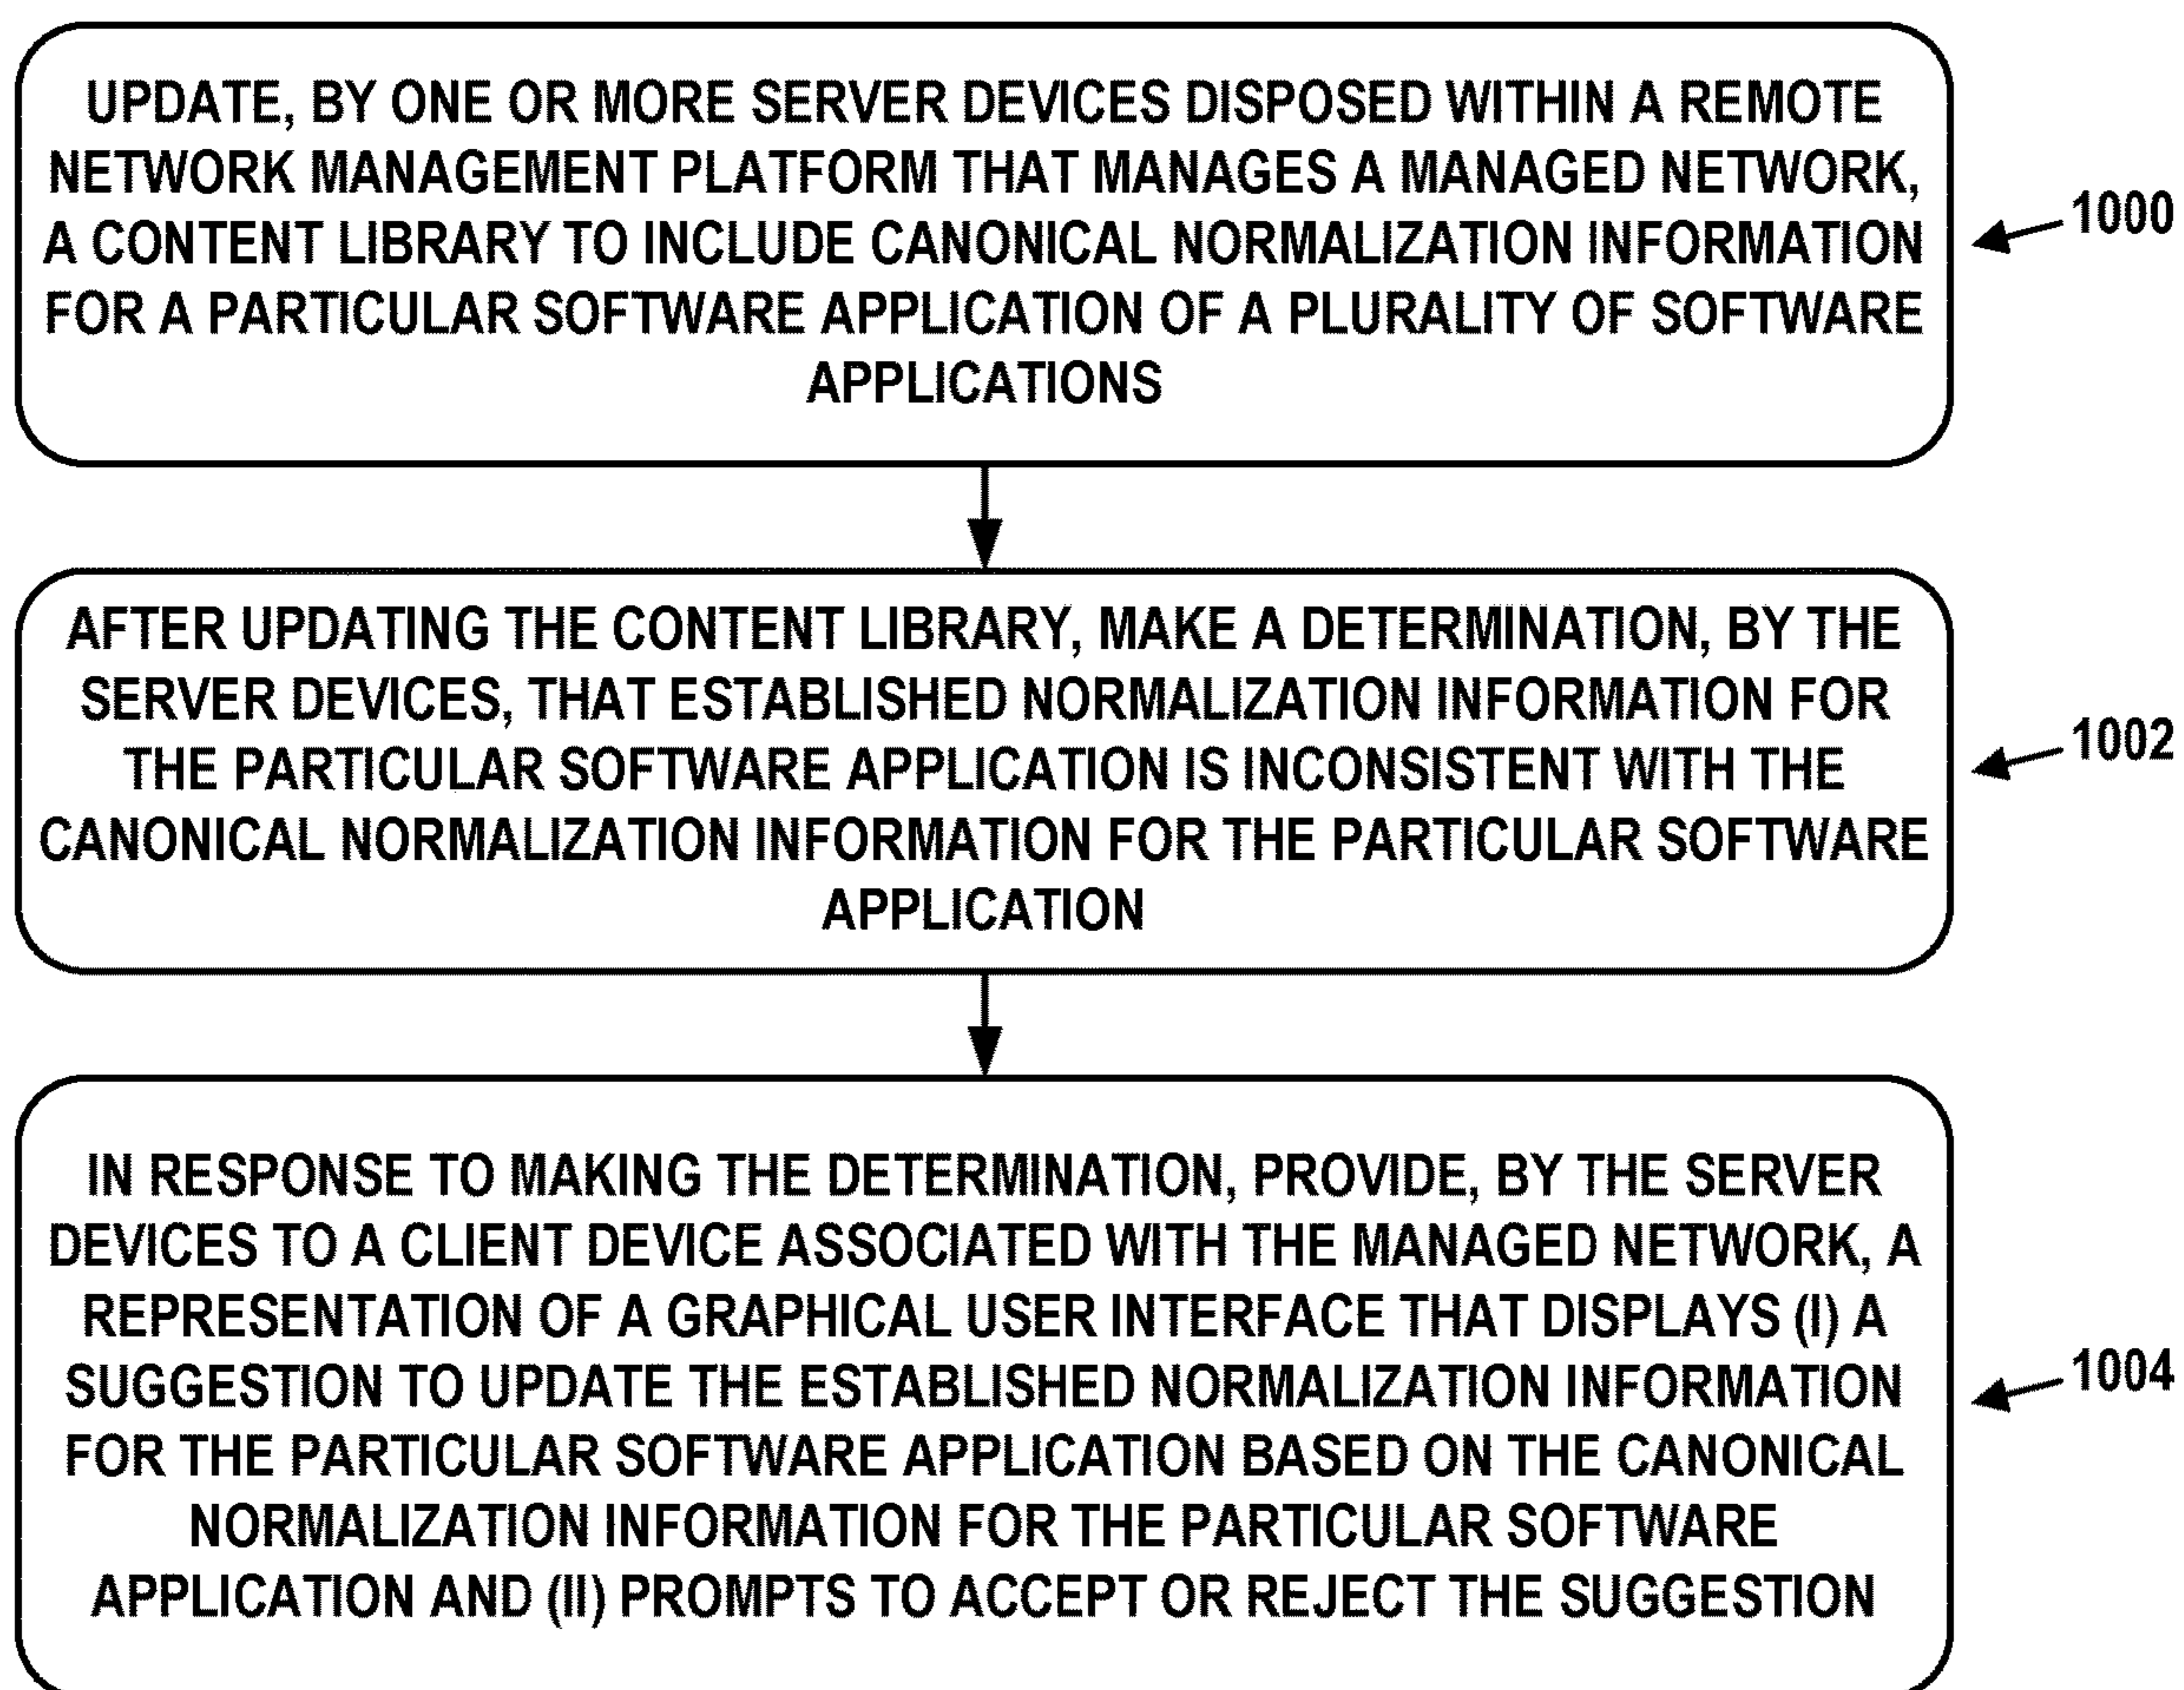 UPDATE, BY ONE OR MORE SERVER DEVICES DISPOSED WITHIN A REMOTE
NETWORK MANAGEMENT PLATFORM THAT MANAGES A MANAGED NETWORK,
A CONTENT LIBRARY TO INCLUDE CANONICAL NORMALIZATION INFORMATION
FOR A PARTICULAR SOFTWARE APPLICATION OF A PLURALITY OF SOFTWARE
APPLICATIONS
1000
AFTER UPDATING THE CONTENT LIBRARY, MAKE A DETERMINATION, BY THE
SERVER DEVICES, THAT ESTABLISHED NORMALIZATION INFORMATION FOR
THE PARTICULAR SOFTWARE APPLICATION IS INCONSISTENT WITH THE
CANONICAL NORMALIZATION INFORMATION FOR THE PARTICULAR SOFTWARE
APPLICATION
1002
IN RESPONSE TO MAKING THE DETERMINATION, PROVIDE, BY THE SERVER
DEVICES TO A CLIENT DEVICE ASSOCIATED WITH THE MANAGED NETWORK, A
REPRESENTATION OF A GRAPHICAL USER INTERFACE THAT DISPLAYS (I) A
SUGGESTION TO UPDATE THE ESTABLISHED NORMALIZATION INFORMATION
FOR THE PARTICULAR SOFTWARE APPLICATION BASED ON THE CANONICAL
NORMALIZATION INFORMATION FOR THE PARTICULAR SOFTWARE
APPLICATION AND (II) PROMPTS TO ACCEPT OR REJECT THE SUGGESTION
1004